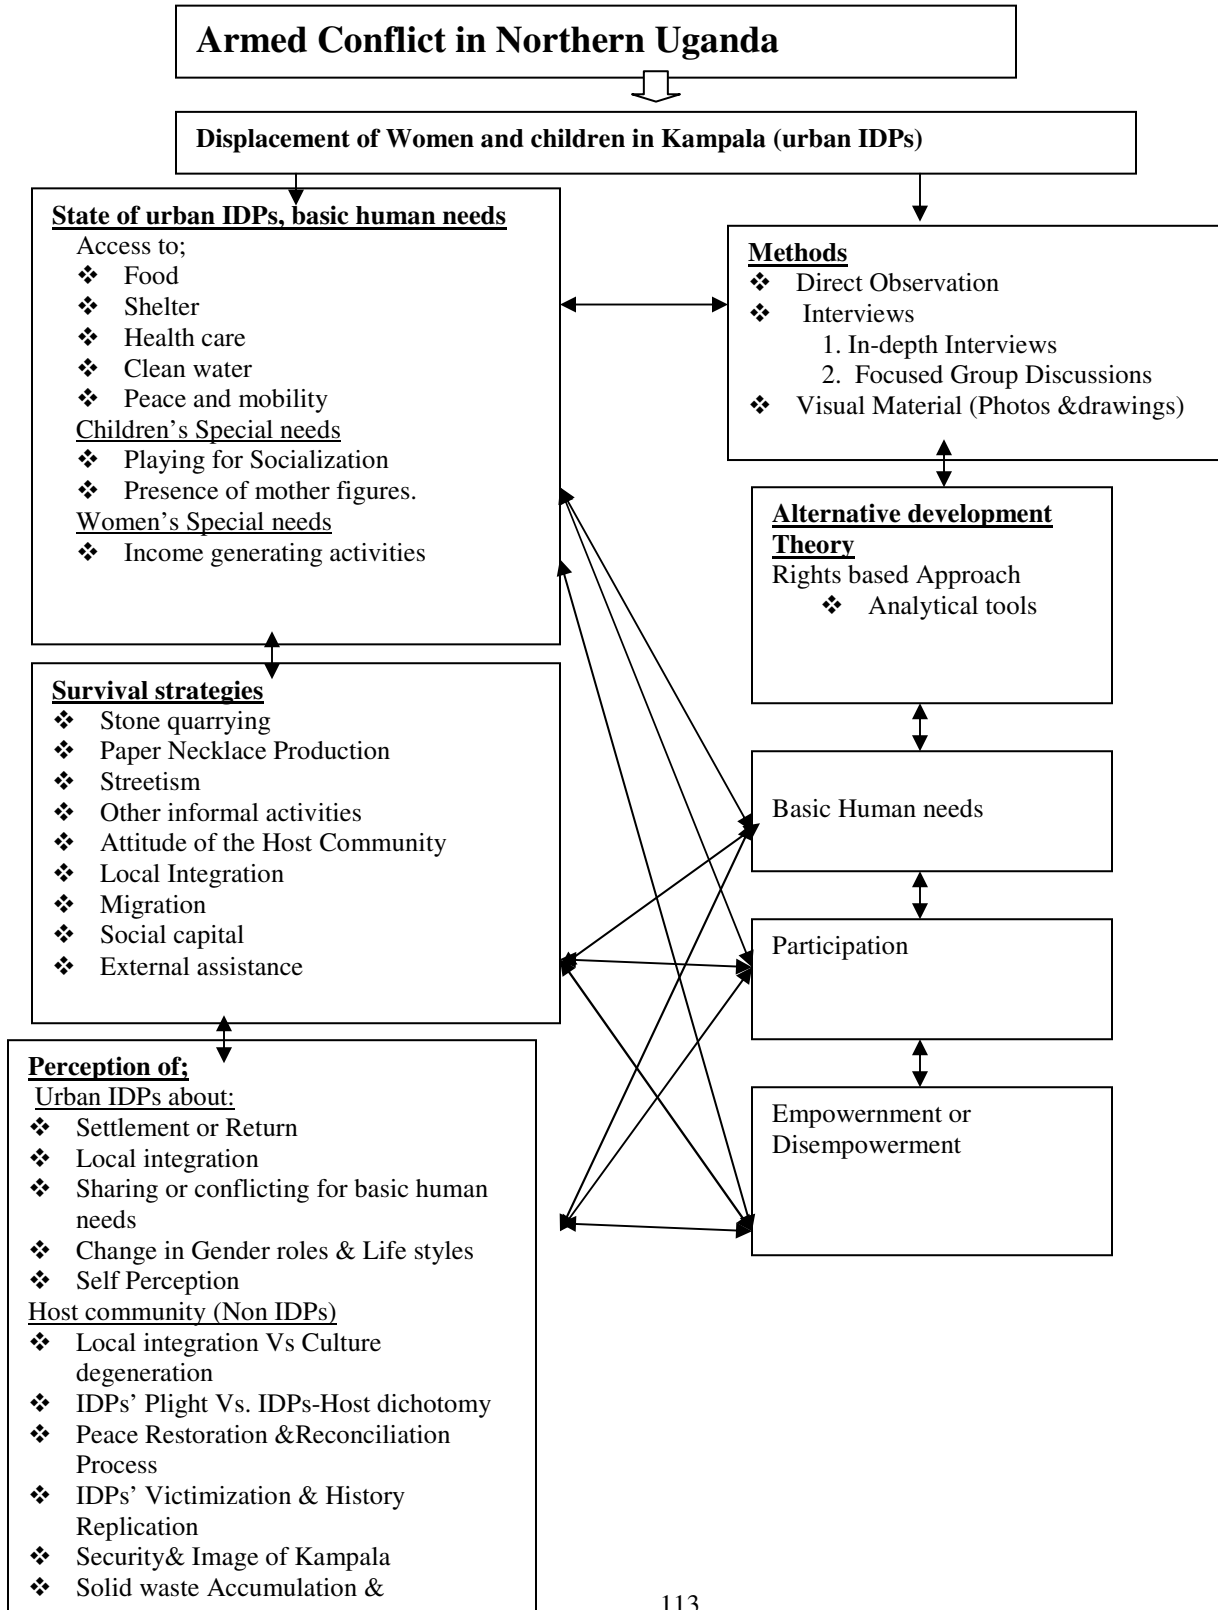 Armed Conflict in Northern Uganda
Displacement of Women and children in Kampala (urban IDPs)
State of urban IDPs, basic human needs
Access to;
❖ Food
❖ Shelter
❖ Health care
❖ Clean water
❖ Peace and mobility
Children's Special needs
❖ Playing for Socialization
❖ Presence of mother figures.
Women's Special needs
❖ Income generating activities
Methods
❖ Direct Observation
❖ Interviews
1. In-depth Interviews
2. Focused Group Discussions
❖ Visual Material (Photos &drawings)
Alternative development
Theory
Rights based Approach
❖ Analytical tools
Survival strategies
❖ Stone quarrying
❖ Paper Necklace Production
❖ Streetism
❖ Other informal activities
❖ Attitude of the Host Community
❖ Local Integration
❖ Migration
❖ Social capital
❖ External assistance
Basic Human needs
Participation
Empowernment or
Disempowerment
Perception of;
Urban IDPs about:
❖ Settlement or Return
❖ Local integration
❖ Sharing or conflicting for basic human
needs
❖ Change in Gender roles & Life styles
❖ Self Perception
Host community (Non IDPs)
❖ Local integration Vs Culture
degeneration
❖ IDPs' Plight Vs. IDPs-Host dichotomy
❖ Peace Restoration &Reconciliation
Process
❖ IDPs' Victimization & History
Replication
❖ Security& Image of Kampala
❖ Solid waste Accumulation &
113